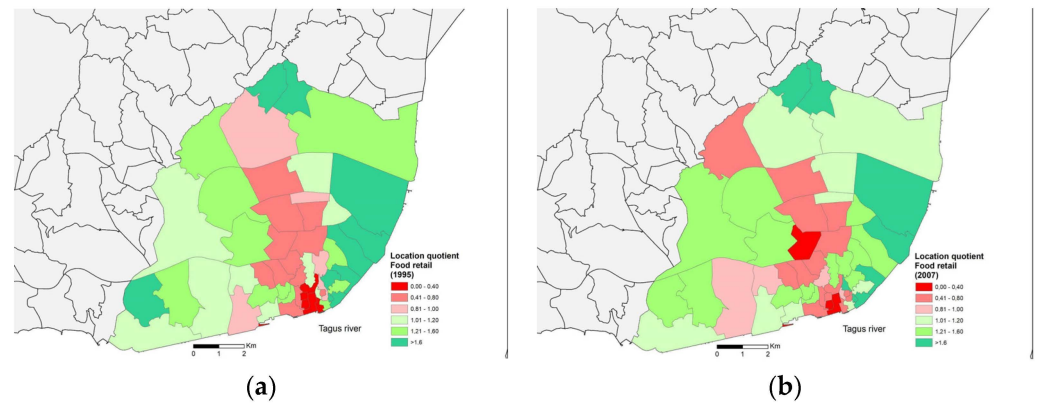 Location quotient
Food retail
(1995)
0.00 - 0.40
0.41 - 0.80
0.81 - 1.00
1.01 - 1.20
1.21 - 1.60
>1.6
Tagus river
Km
0 1 2
(a)
Location quotient
Food retail
(2007)
0.00 - 0.40
0.41 - 0.80
0.81 - 1.00
1.01 - 1.20
1.21 - 1.60
>1.6
Tagus river
Km
0 1 2
(b)